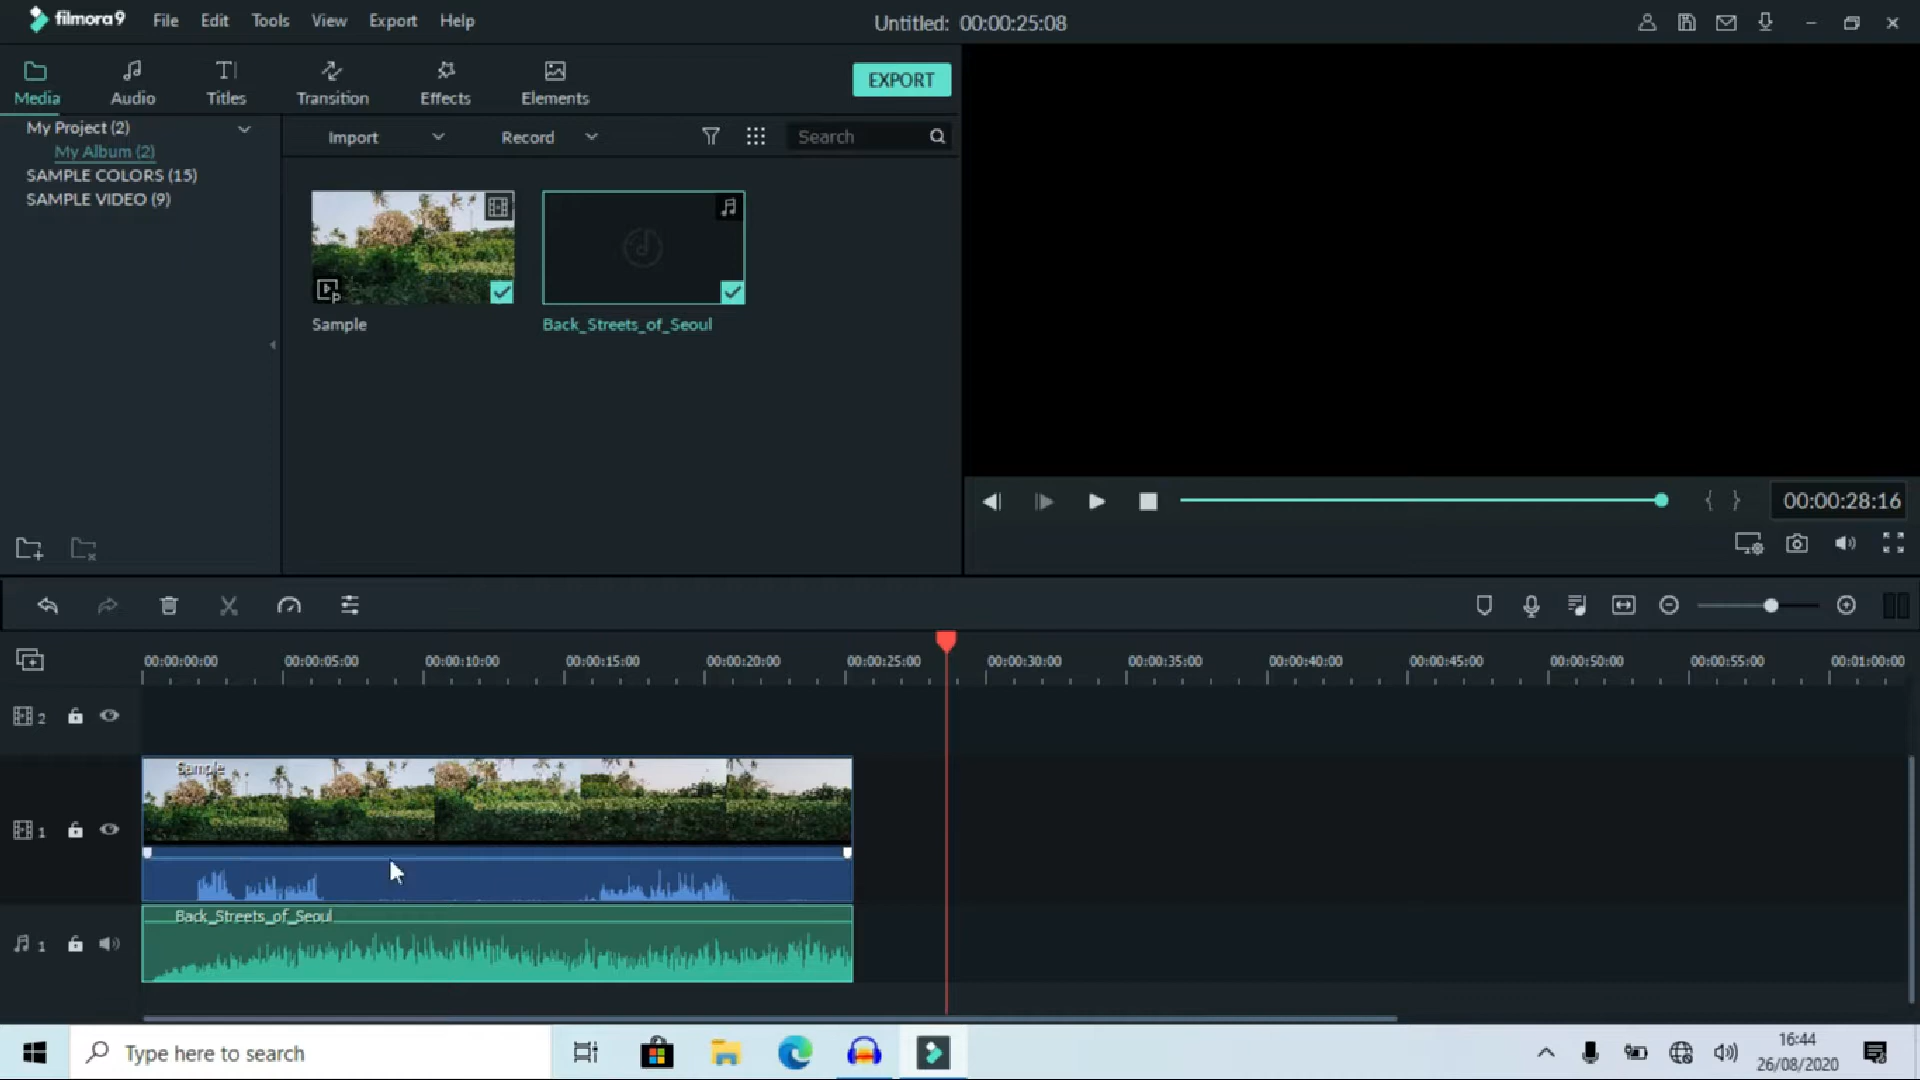 filmora9 File Edit Tools View Export Help
Untitled: 00:00:25:08
Media Audio Titles Transition Effects Elements
EXPORT
My Project (2)
My Album (2)
SAMPLE COLORS (15)
SAMPLE VIDEO (9)
Import Record Search
Sample Back_Streets_of_Seoul
00:00:28:16
00:00:00:00 00:00:05:00 00:00:10:00 00:00:15:00 00:00:20:00 00:00:25:00 00:00:30:00 00:00:35:00 00:00:40:00 00:00:45:00 00:00:50:00 00:00:55:00 00:01:00:00
2
Sample
1
Back_Streets_of_Seoul
1
Type here to search
16:44
26/08/2020